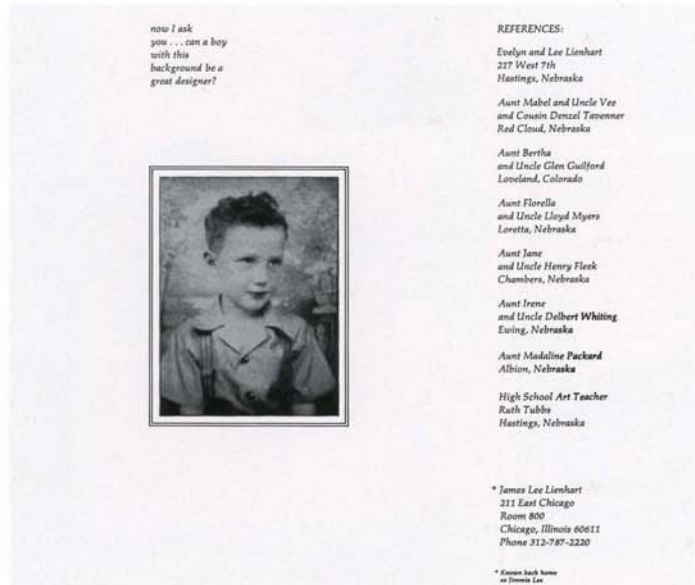 now I ask
you . . . can a boy
with this
background be a
great designer?
REFERENCES:
Evelyn and Lee Lienhart
217 West 7th
Hastings, Nebraska
Aunt Mabel and Uncle Vee
and Cousin Denzel Tavenner
Red Cloud, Nebraska
Aunt Bertha
and Uncle Glen Guilford
Loveland, Colorado
Aunt Florella
and Uncle Lloyd Myers
Loretta, Nebraska
Aunt Jane
and Uncle Henry Fleek
Chambers, Nebraska
Aunt Irene
and Uncle Delbert Whiting
Ewing, Nebraska
Aunt Madaline Packard
Albion, Nebraska
High School Art Teacher
Ruth Tubbs
Hastings, Nebraska
* James Lee Lienhart
211 East Chicago
Room 800
Chicago, Illinois 60611
Phone 312-787-2220
* Known back home
as Jimmie Lee